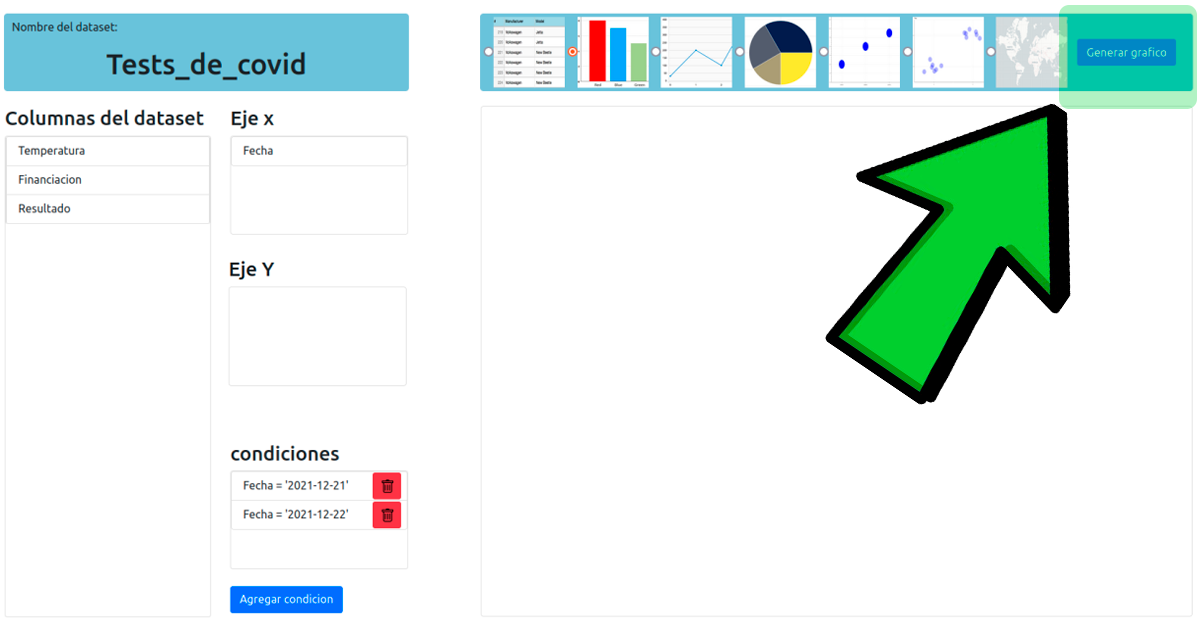 Nombre del dataset:
Tests_de_covid
Generar grafico
Columnas del dataset
Temperatura
Financiacion
Resultado
Eje x
Fecha
Eje Y
condiciones
Fecha = '2021-12-21'
Fecha = '2021-12-22'
Agregar condicion